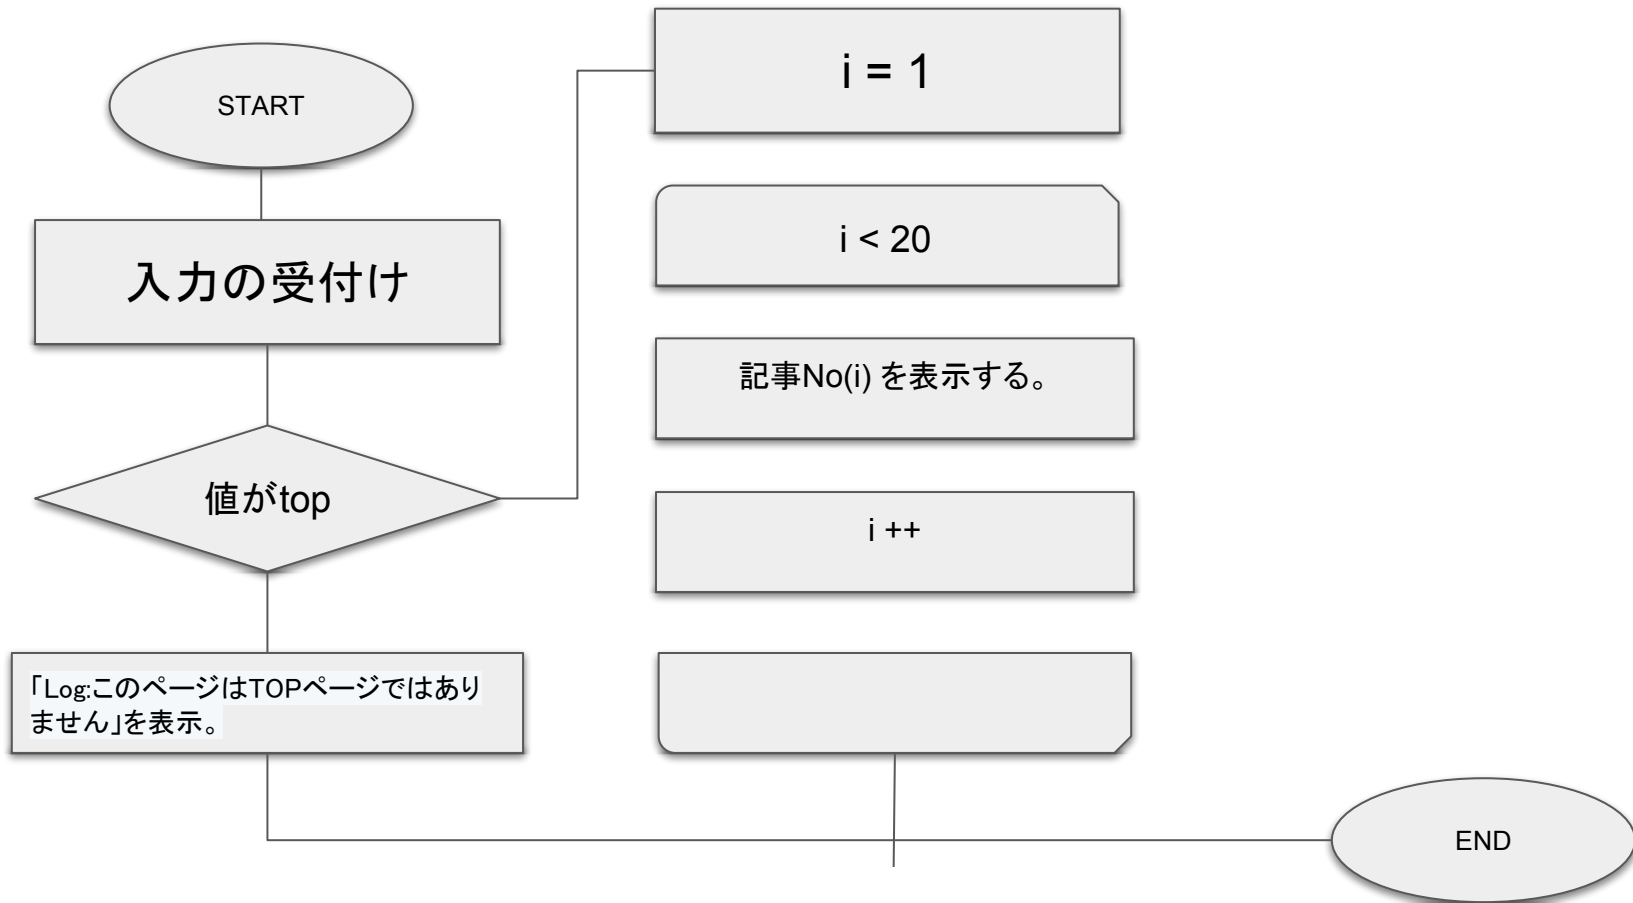 START
入力の受付け
値がtop
「Log:このページはTOPページではあり
ません」を表示。
i = 1
i < 20
記事No(i) を表示する。
i ++
END